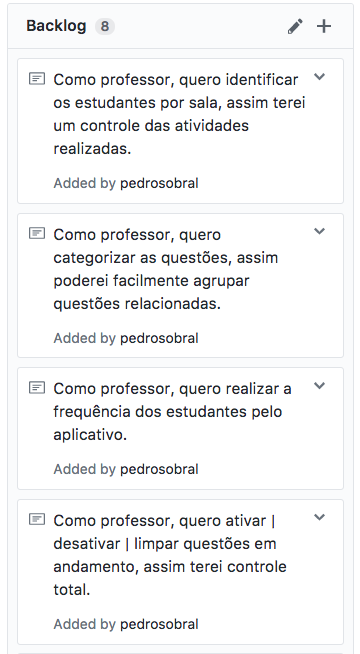 Backlog 8
Como professor, quero identificar
os estudantes por sala, assim terei
um controle das atividades
realizadas.
Added by pedrosobral
Como professor, quero
categorizar as questões, assim
poderei facilmente agrupar
questões relacionadas.
Added by pedrosobral
Como professor, quero realizar a
frequência dos estudantes pelo
aplicativo.
Added by pedrosobral
Como professor, quero ativar |
desativar | limpar questões em
andamento, assim terei controle
total.
Added by pedrosobral